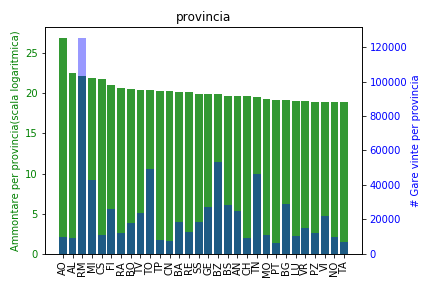 provincia
Ammontare per provincia(scala logaritmica)
25
20
15
10
5
0
120000
100000
80000
60000
40000
20000
0
# Gare vinte per provincia
AO
AL
RM
MI
CS
FI
RA
BO
TV
TO
TP
CN
BA
RE
SS
GE
BZ
BS
AN
CH
TN
MO
PT
BG
LU
VR
PZ
VI
NO
TA